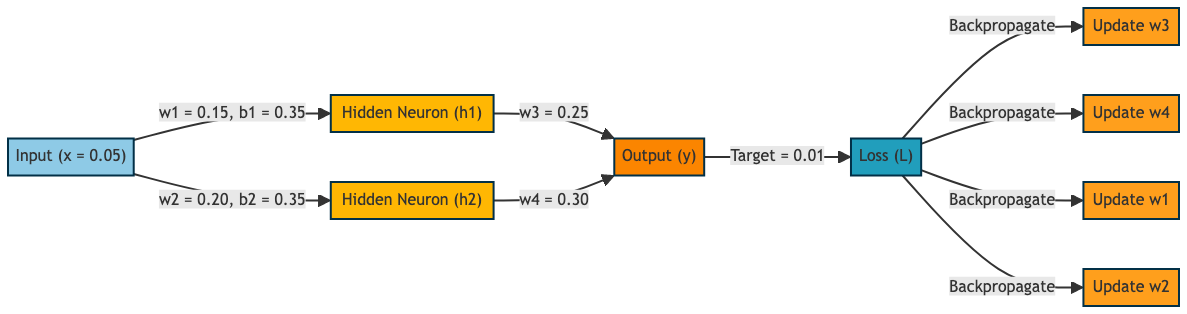 Input (x = 0.05)
w1 = 0.15, b1 = 0.35
w2 = 0.20, b2 = 0.35
Hidden Neuron (h1)
Hidden Neuron (h2)
w3 = 0.25
w4 = 0.30
Output (y)
Target = 0.01
Loss (L)
Backpropagate
Update w3
Backpropagate
Update w4
Backpropagate
Update w1
Backpropagate
Update w2